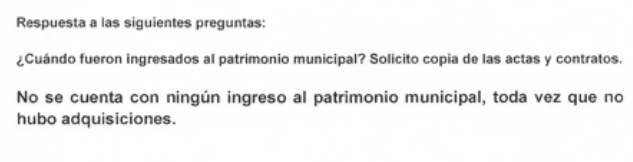 Respuesta a las siguientes preguntas:
¿Cuándo fueron ingresados al patrimonio municipal? Solicito copia de las actas y contratos.
No se cuenta con ningún ingreso al patrimonio municipal, toda vez que no
hubo adquisiciones.